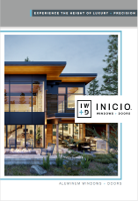 EXPERIENCE THE HEIGHT OF LUXURY + PRECISION
IW
G+
INICIO.
WINDOWS + DOORS
ALUMINUM WINDOWS + DOORS